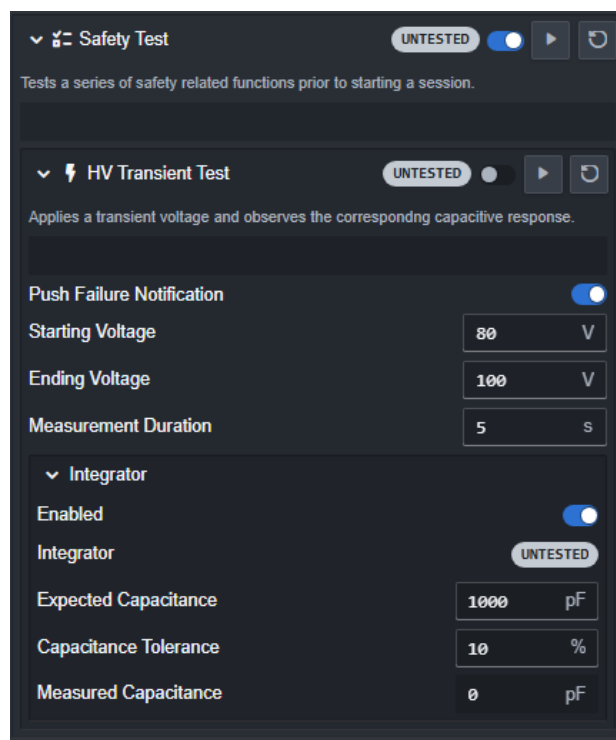 Safety Test UNTESTED
Tests a series of safety related functions prior to starting a session.
HV Transient Test UNTESTED
Applies a transient voltage and observes the correspondng capacitive response.
Push Failure Notification
Starting Voltage 80 V
Ending Voltage 100 V
Measurement Duration 5 s
Integrator
Enabled
Integrator UNTESTED
Expected Capacitance 1000 pF
Capacitance Tolerance 10 %
Measured Capacitance 0 pF